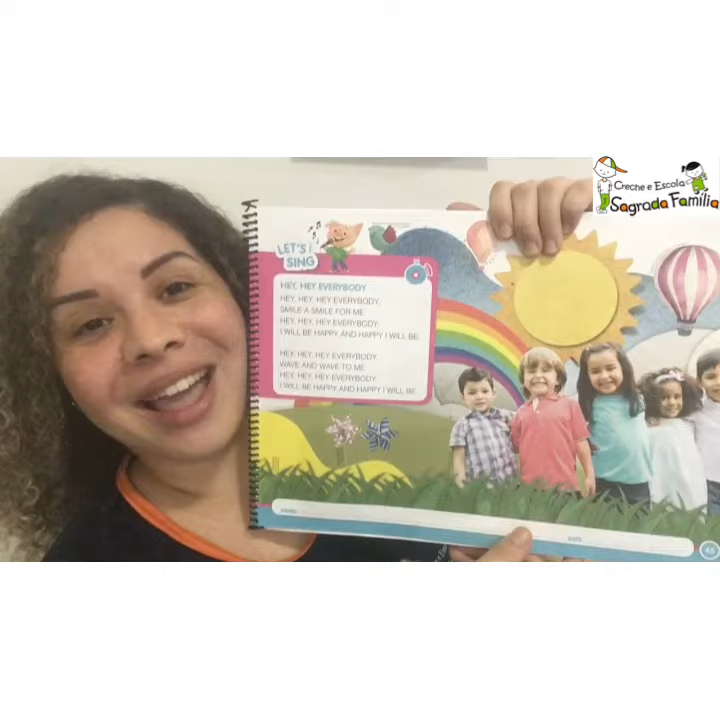 Creche e Escola
Sagrada Família
LET'S
SING
HEY, HEY EVERYBODY
HEY, HEY, HEY EVERYBODY,
SMILE A SMILE FOR ME
HEY, HEY, HEY EVERYBODY
I WILL BE HAPPY AND HAPPY I WILL BE
HEY, HEY, HEY EVERYBODY
WAVE AND WAVE TO ME
HEY, HEY, HEY EVERYBODY
I WILL BE HAPPY AND HAPPY I WILL BE
NAME:
DATE:
45